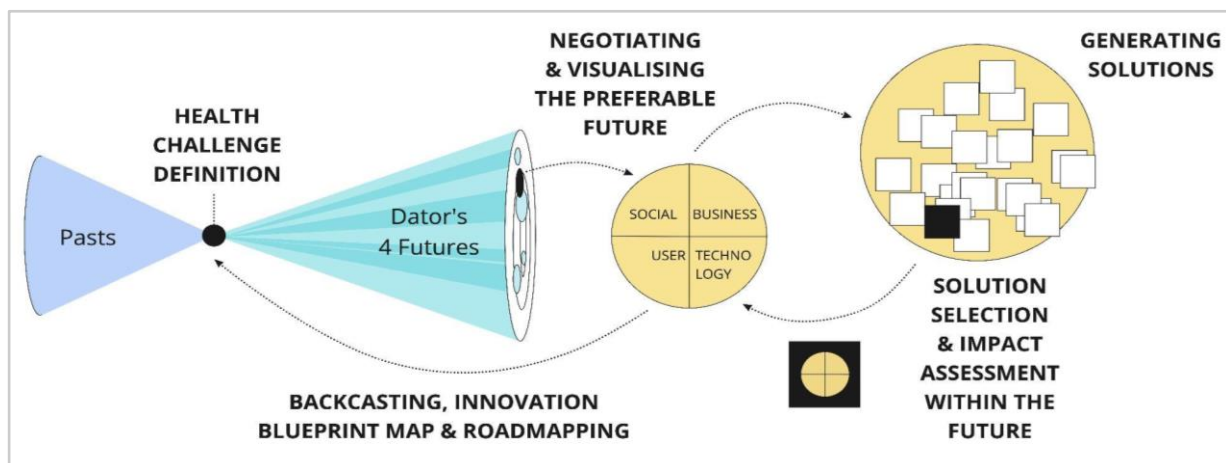 Pasts
HEALTH
CHALLENGE
DEFINITION
Dator's
4 Futures
NEGOTIATING
& VISUALISING
THE PREFERABLE
FUTURE
SOCIAL
BUSINESS
USER
TECHNO
LOGY
GENERATING
SOLUTIONS
SOLUTION
SELECTION
& IMPACT
ASSESSMENT
WITHIN THE
FUTURE
BACKCASTING, INNOVATION
BLUEPRINT MAP & ROADMAPPING